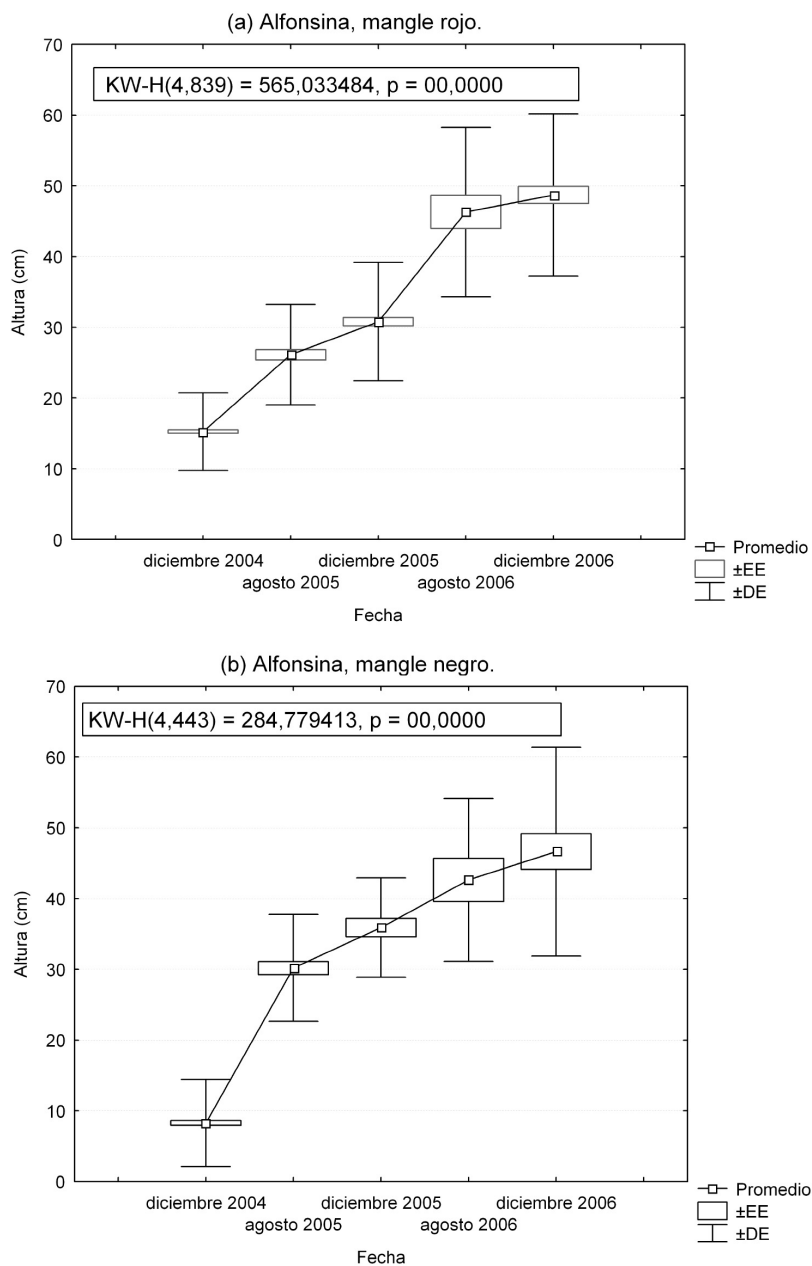 (a) Alfonsina, mangle rojo.
70
KW-H(4,839) = 565,033484, p = 00,0000
60
50
40
Altura (cm)
30
20
10
0
diciembre 2004 diciembre 2005 diciembre 2006
agosto 2005 agosto 2006
Fecha
Promedio
±EE
±DE
(b) Alfonsina, mangle negro.
70
KW-H(4,443) = 284,779413, p = 00,0000
60
50
40
Altura (cm)
30
20
10
0
diciembre 2004 diciembre 2005 diciembre 2006
agosto 2005 agosto 2006
Fecha
Promedio
±EE
±DE